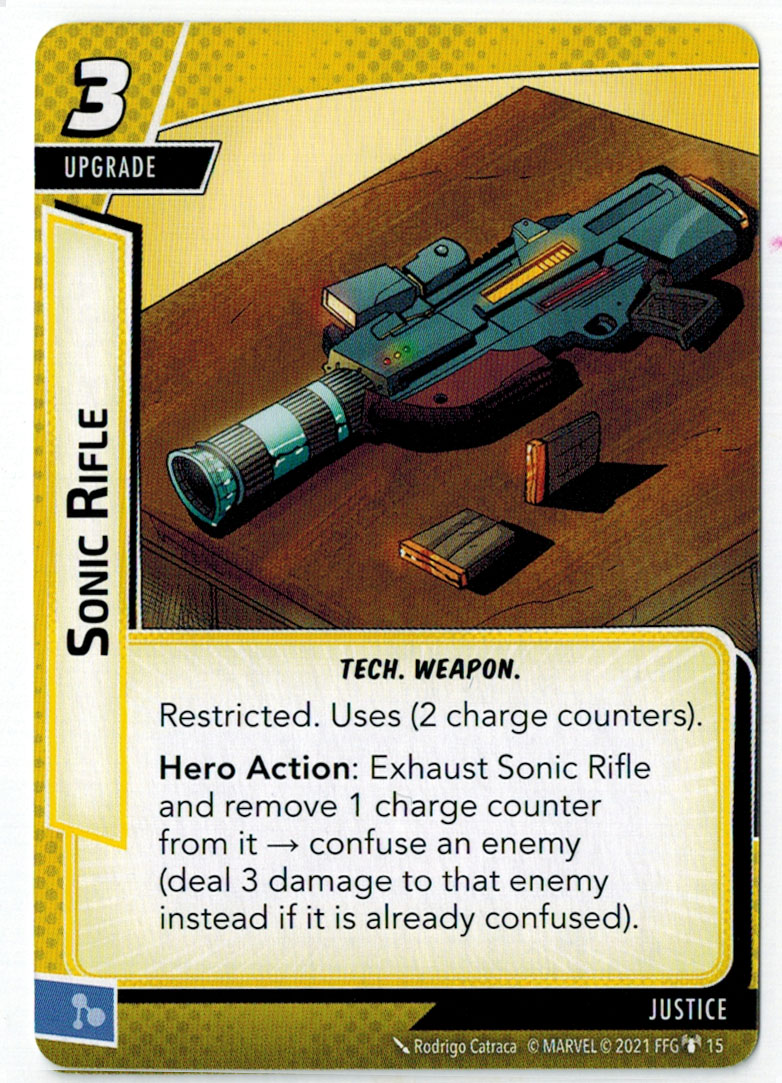 3
UPGRADE
SONIC RIFLE
TECH. WEAPON.
Restricted. Uses (2 charge counters).
Hero Action: Exhaust Sonic Rifle
and remove 1 charge counter
from it → confuse an enemy
(deal 3 damage to that enemy
instead if it is already confused).
JUSTICE
Rodrigo Catraca © MARVEL © 2021 FFG 15